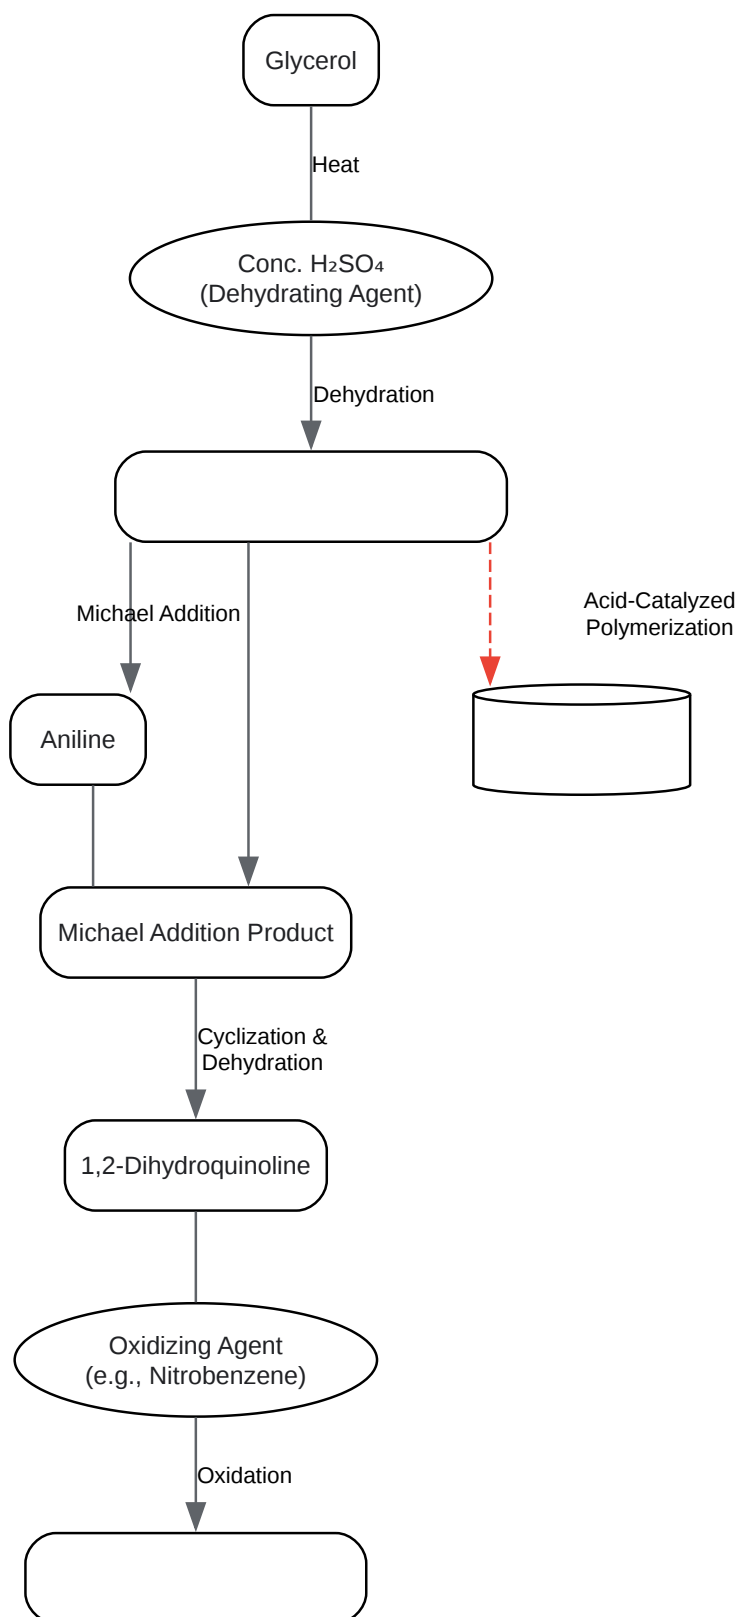 Glycerol
Heat
Conc. H₂SO₄
(Dehydrating Agent)
Dehydration
Michael Addition
Acid-Catalyzed
Polymerization
Aniline
Michael Addition Product
Cyclization &
Dehydration
1,2-Dihydroquinoline
Oxidizing Agent
(e.g., Nitrobenzene)
Oxidation